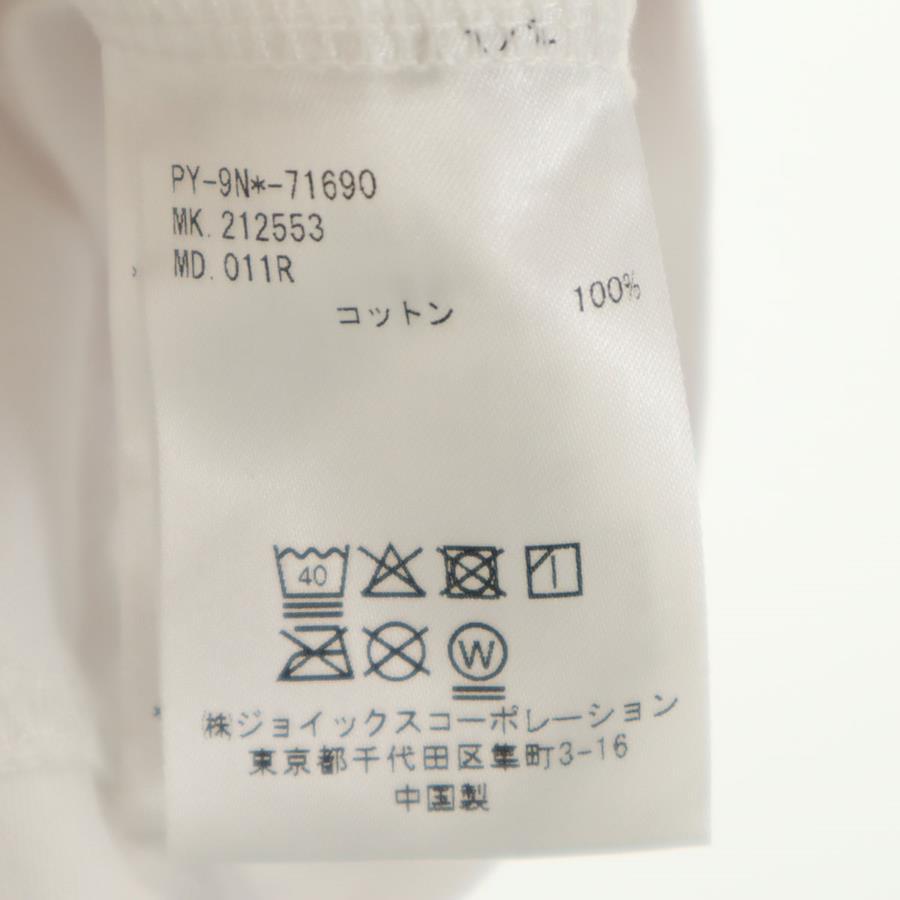 PY-9N*-71690
MK. 212553
MD. 011R
コットン 100%
40
W
㈱ジョイックスコーポレーション
東京都千代田区隼町3-16
中国製